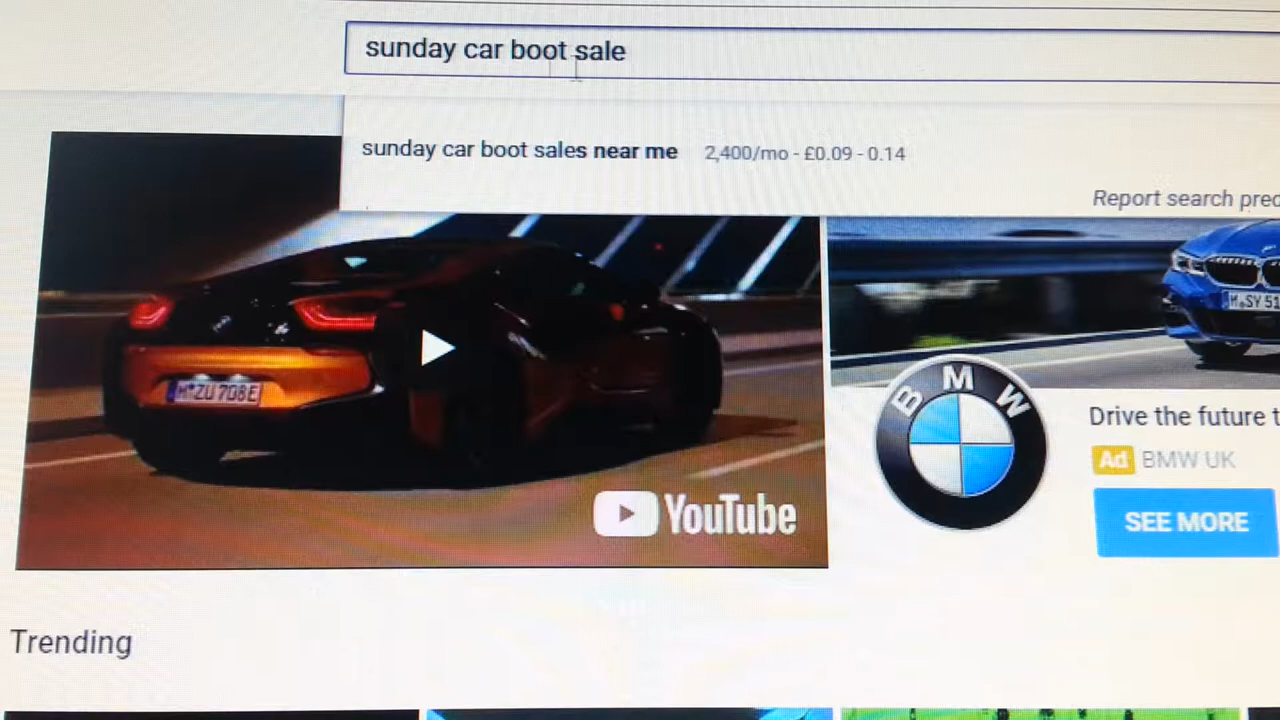 sunday car boot sale
sunday car boot sales near me 2,400/mo - £0.09 - 0.14
Report search pred
M ZU 708E
YouTube
M SY 51
BMW
Drive the future t
Ad BMW UK
SEE MORE
Trending